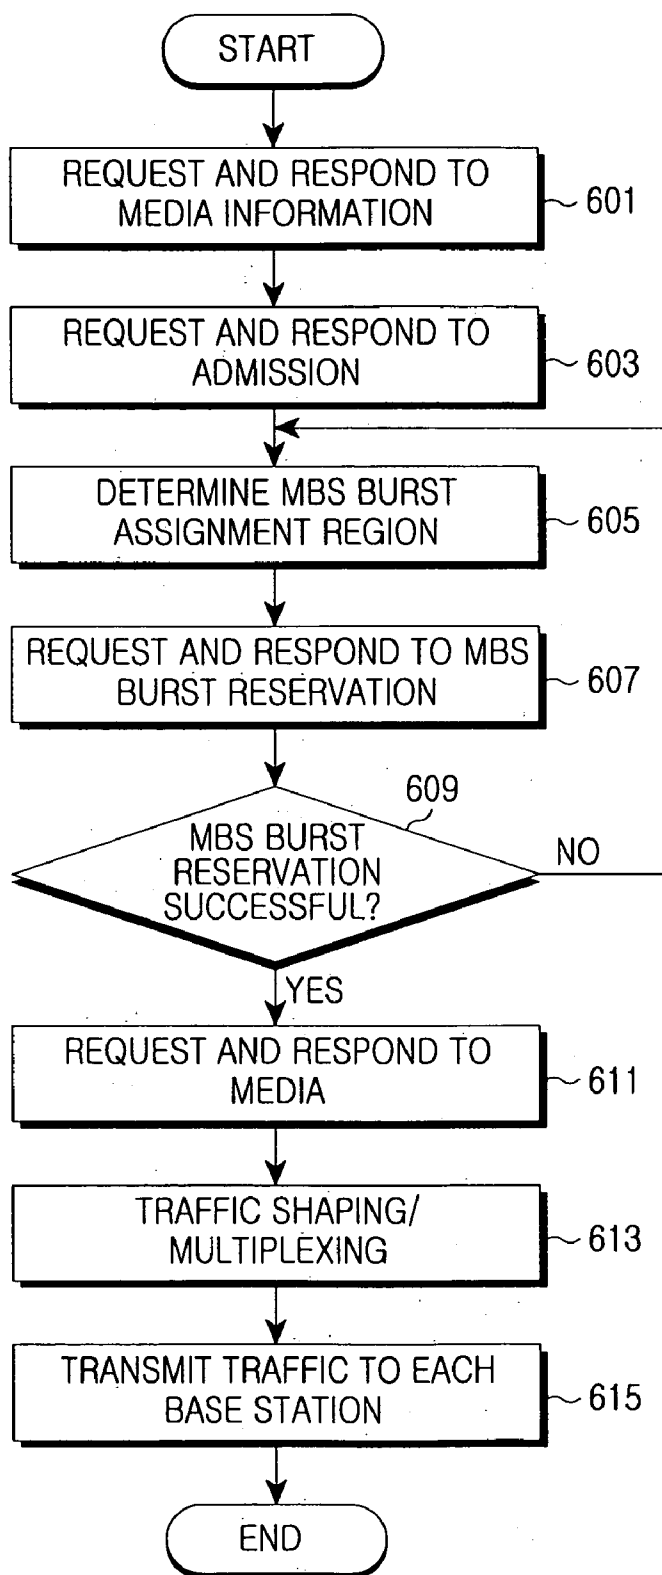 START
REQUEST AND RESPOND TO
MEDIA INFORMATION
601
REQUEST AND RESPOND TO
ADMISSION
603
DETERMINE MBS BURST
ASSIGNMENT REGION
605
REQUEST AND RESPOND TO MBS
BURST RESERVATION
607
609
MBS BURST
RESERVATION
SUCCESSFUL?
NO
YES
REQUEST AND RESPOND TO
MEDIA
611
TRAFFIC SHAPING/
MULTIPLEXING
613
TRANSMIT TRAFFIC TO EACH
BASE STATION
615
END